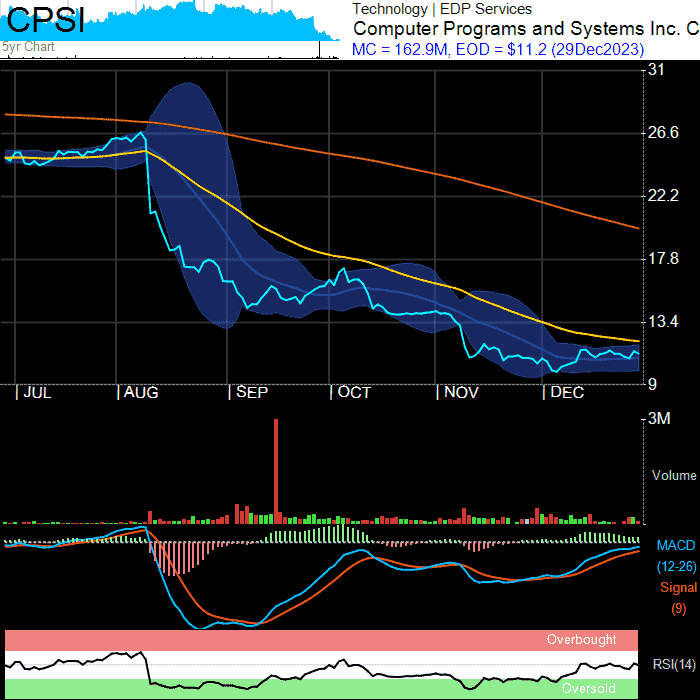 CPSI
5yr Chart
Technology | EDP Services
Computer Programs and Systems Inc. C
MC = 162.9M, EOD = $11.2 (29Dec2023)
31
26.6
22.2
17.8
13.4
9
| JUL | AUG | SEP | OCT | NOV | DEC
3M
Volume
MACD
(12-26)
Signal
(9)
Overbought
RSI(14)
Oversold